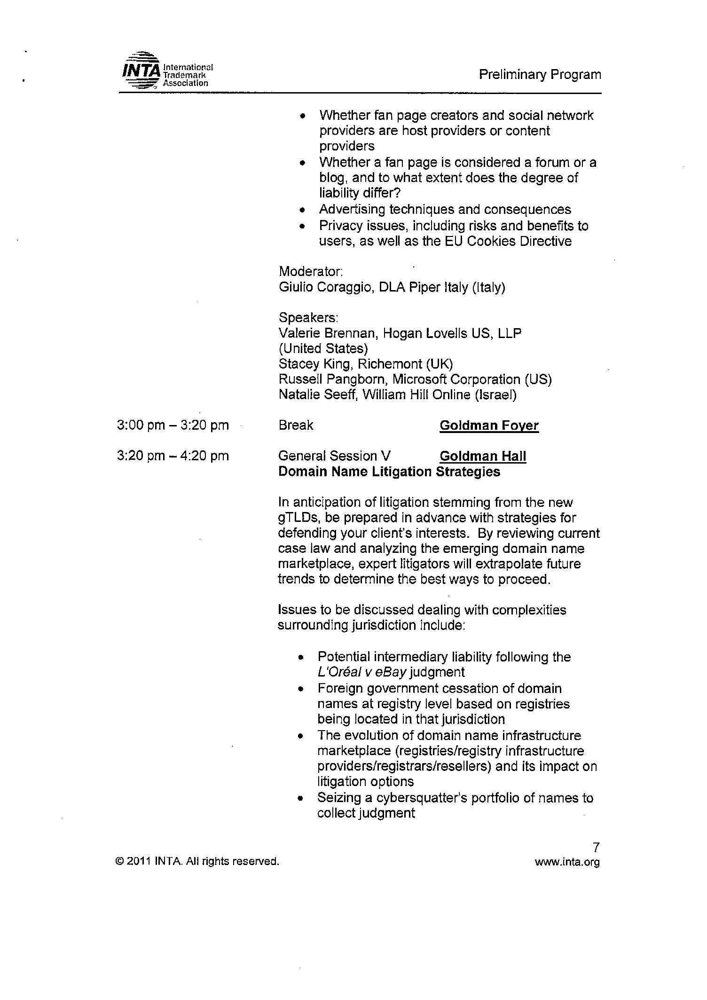 INTA International
Trademark
Association
Preliminary Program
• Whether fan page creators and social network
providers are host providers or content
providers
• Whether a fan page is considered a forum or a
blog, and to what extent does the degree of
liability differ?
• Advertising techniques and consequences
• Privacy issues, including risks and benefits to
users, as well as the EU Cookies Directive
Moderator:
Giulio Coraggio, DLA Piper Italy (Italy)
Speakers:
Valerie Brennan, Hogan Lovells US, LLP
(United States)
Stacey King, Richemont (UK)
Russell Pangborn, Microsoft Corporation (US)
Natalie Seeff, William Hill Online (Israel)
3:00 pm – 3:20 pm Break Goldman Foyer
3:20 pm – 4:20 pm General Session V Goldman Hall
Domain Name Litigation Strategies
In anticipation of litigation stemming from the new
gTLDs, be prepared in advance with strategies for
defending your client's interests. By reviewing current
case law and analyzing the emerging domain name
marketplace, expert litigators will extrapolate future
trends to determine the best ways to proceed.
Issues to be discussed dealing with complexities
surrounding jurisdiction include:
• Potential intermediary liability following the
L'Oréal v eBay judgment
• Foreign government cessation of domain
names at registry level based on registries
being located in that jurisdiction
• The evolution of domain name infrastructure
marketplace (registries/registry infrastructure
providers/registrars/resellers) and its impact on
litigation options
• Seizing a cybersquatter's portfolio of names to
collect judgment
7
© 2011 INTA. All rights reserved. www.inta.org